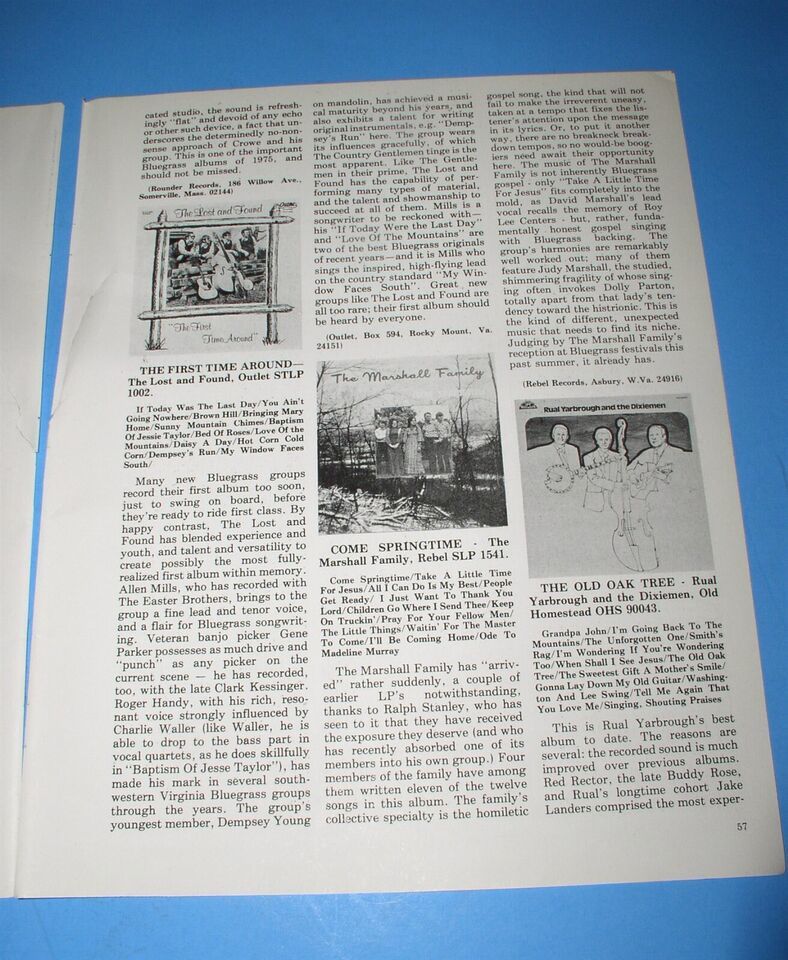 cated studio, the sound is refresh-
ingly "flat" and devoid of any echo
or other such device, a fact that un-
derscores the determinedly no-non-
sense approach of Crowe and his
group. This is one of the important
Bluegrass albums of 1975, and
should not be missed.
(Rounder Records, 186 Willow Ave.,
Somerville, Mass. 02144)
The Lost and Found
"The First
Time Around"
THE FIRST TIME AROUND—
The Lost and Found, Outlet STLP
1002.
If Today Was The Last Day/You Ain't
Going Nowhere/Brown Hill/Bringing Mary
Home/Sunny Mountain Chimes/Baptism
Of Jessie Taylor/Bed Of Roses/Love Of the
Mountains/Daisy A Day/Hot Corn Cold
Corn/Dempsey's Run/My Window Faces
South/
Many new Bluegrass groups
record their first album too soon,
just to swing on board, before
they're ready to ride first class. By
happy contrast, The Lost and
Found has blended experience and
youth, and talent and versatility to
create possibly the most fully-
realized first album within memory.
Allen Mills, who has recorded with
The Easter Brothers, brings to the
group a fine lead and tenor voice,
and a flair for Bluegrass songwrit-
ing. Veteran banjo picker Gene
Parker possesses as much drive and
"punch" as any picker on the
current scene — he has recorded,
too, with the late Clark Kessinger.
Roger Handy, with his rich, reso-
nant voice strongly influenced by
Charlie Waller (like Waller, he is
able to drop to the bass part in
vocal quartets, as he does skillfully
in "Baptism Of Jesse Taylor"), has
made his mark in several south-
western Virginia Bluegrass groups
through the years. The group's
youngest member, Dempsey Young
on mandolin, has achieved a musi-
cal maturity beyond his years, and
also exhibits a talent for writing
original instrumentals, e.g. "Demp-
sey's Run" here. The group wears
its influences gracefully, of which
The Country Gentlemen tinge is the
most apparent. Like The Gentle-
men in their prime, The Lost and
Found has the capability of per-
forming many types of material,
and the talent and showmanship to
succeed at all of them. Mills is a
songwriter to be reckoned with—
his "If Today Were the Last Day"
and "Love Of The Mountains" are
two of the best Bluegrass originals
of recent years—and it is Mills who
sings the inspired, high-flying lead
on the country standard "My Win-
dow Faces South". Great new
groups like The Lost and Found are
all too rare; their first album should
be heard by everyone.
(Outlet, Box 594, Rocky Mount, Va.
24151)
The Marshall Family
COME SPRINGTIME - The
Marshall Family, Rebel SLP 1541.
Come Springtime/Take A Little Time
For Jesus/All I Can Do Is My Best/People
Get Ready/ I Just Want To Thank You
Lord/Children Go Where I Send Thee/Keep
On Truckin'/Pray For Your Fellow Men/
The Little Things/Waitin' For The Master
To Come/I'll Be Coming Home/Ode To
Madeline Murray
The Marshall Family has "arriv-
ed" rather suddenly, a couple of
earlier LP's notwithstanding,
thanks to Ralph Stanley, who has
seen to it that they have received
the exposure they deserve (and who
has recently absorbed one of its
members into his own group.) Four
members of the family have among
them written eleven of the twelve
songs in this album. The family's
collective specialty is the homiletic
gospel song, the kind that will not
fail to make the irreverent uneasy,
taken at a tempo that fixes the lis-
tener's attention upon the message
in its lyrics. Or, to put it another
way, there are no breakneck break-
down tempos, so no would-be boog-
iers need await their opportunity
here. The music of The Marshall
Family is not inherently Bluegrass
gospel - only "Take A Little Time
For Jesus" fits completely into the
mold, as David Marshall's lead
vocal recalls the memory of Roy
Lee Centers - but, rather, funda-
mentally honest gospel singing
with Bluegrass backing. The
group's harmonies are remarkably
well worked out; many of them
feature Judy Marshall, the studied,
shimmering fragility of whose sing-
ing often invokes Dolly Parton,
totally apart from that lady's ten-
dency toward the histrionic. This is
the kind of different, unexpected
music that needs to find its niche.
Judging by The Marshall Family's
reception at Bluegrass festivals this
past summer, it already has.
(Rebel Records, Asbury, W.Va. 24916)
Rual Yarbrough and the Dixiemen
THE OLD OAK TREE - Rual
Yarbrough and the Dixiemen, Old
Homestead OHS 90043.
Grandpa John/I'm Going Back To The
Mountains/The Unforgotten One/Smith's
Rag/I'm Wondering If You're Wondering
Too/When Shall I See Jesus/The Old Oak
Tree/The Sweetest Gift A Mother's Smile/
Gonna Lay Down My Old Guitar/Washing-
ton And Lee Swing/Tell Me Again That
You Love Me/Singing, Shouting Praises
This is Rual Yarbrough's best
album to date. The reasons are
several: the recorded sound is much
improved over previous albums.
Red Rector, the late Buddy Rose,
and Rual's longtime cohort Jake
Landers comprised the most exper-
57